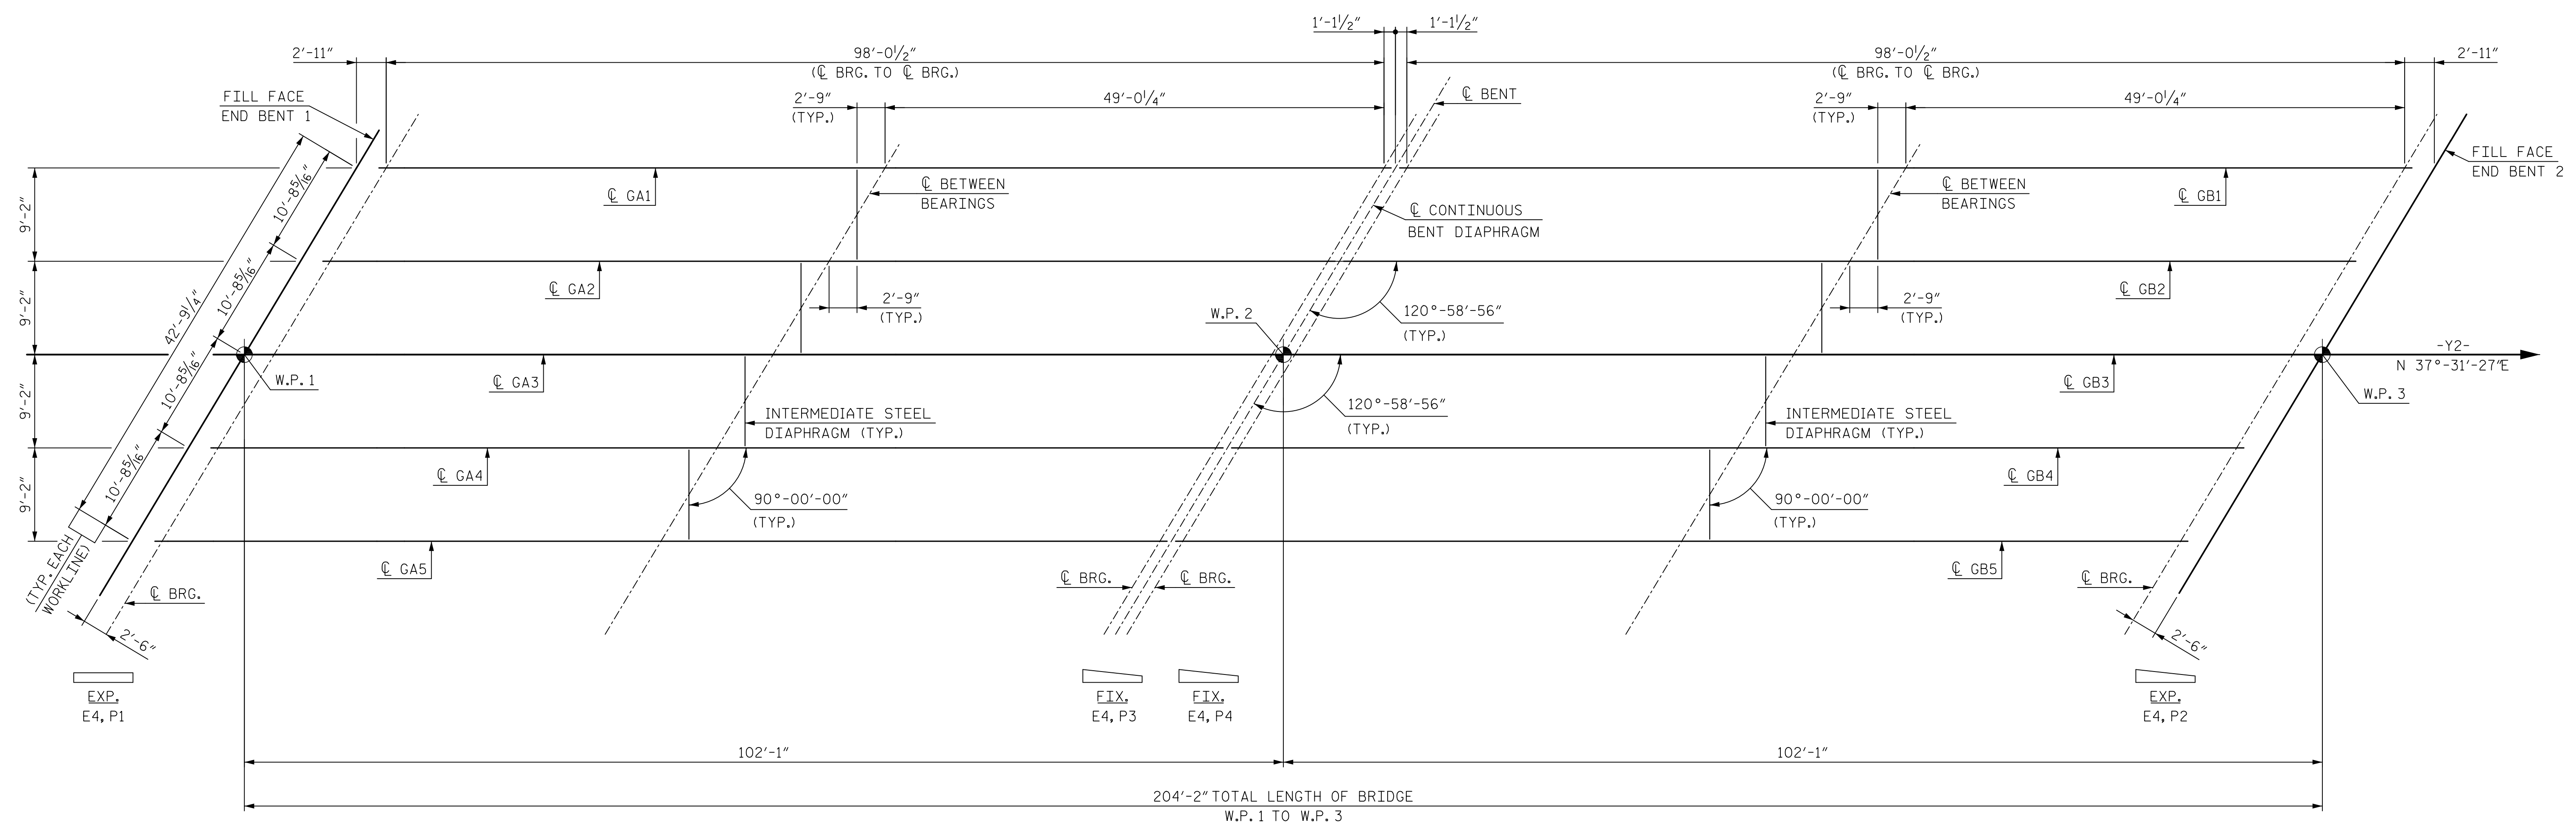 1'-1½" 1'-1½"
2'-11" 98'-0½" 98'-0½" 2'-11"
(℄ BRG. TO ℄ BRG.) (℄ BRG. TO ℄ BRG.)
FILL FACE
END BENT 1
2'-9"
(TYP.)
49'-0¼"
℄ BENT
2'-9"
(TYP.)
49'-0¼"
FILL FACE
END BENT 2
℄ GA1
℄ BETWEEN
BEARINGS
℄ CONTINUOUS
BENT DIAPHRAGM
℄ BETWEEN
BEARINGS
℄ GB1
9'-2"
9'-2"
9'-2"
9'-2"
42'-9¼"
10'-8⁵⁄₁₆"
10'-8⁵⁄₁₆"
10'-8⁵⁄₁₆"
10'-8⁵⁄₁₆"
(TYP. EACH
WORKLINE)
℄ GA2
2'-9"
(TYP.)
W.P. 2
120°-58'-56"
(TYP.)
2'-9"
(TYP.)
℄ GB2
-Y2-
N 37°-31'-27"E
W.P. 1
℄ GA3
120°-58'-56"
(TYP.)
℄ GB3
W.P. 3
INTERMEDIATE STEEL
DIAPHRAGM (TYP.)
INTERMEDIATE STEEL
DIAPHRAGM (TYP.)
℄ GA4
90°-00'-00"
(TYP.)
℄ GB4
90°-00'-00"
(TYP.)
℄ GA5
℄ GB5
℄ BRG.
℄ BRG.
℄ BRG.
℄ BRG.
2'-6"
2'-6"
EXP.
E4, P1
FIX.
E4, P3
FIX.
E4, P4
EXP.
E4, P2
102'-1" 102'-1"
204'-2" TOTAL LENGTH OF BRIDGE
W.P. 1 TO W.P. 3